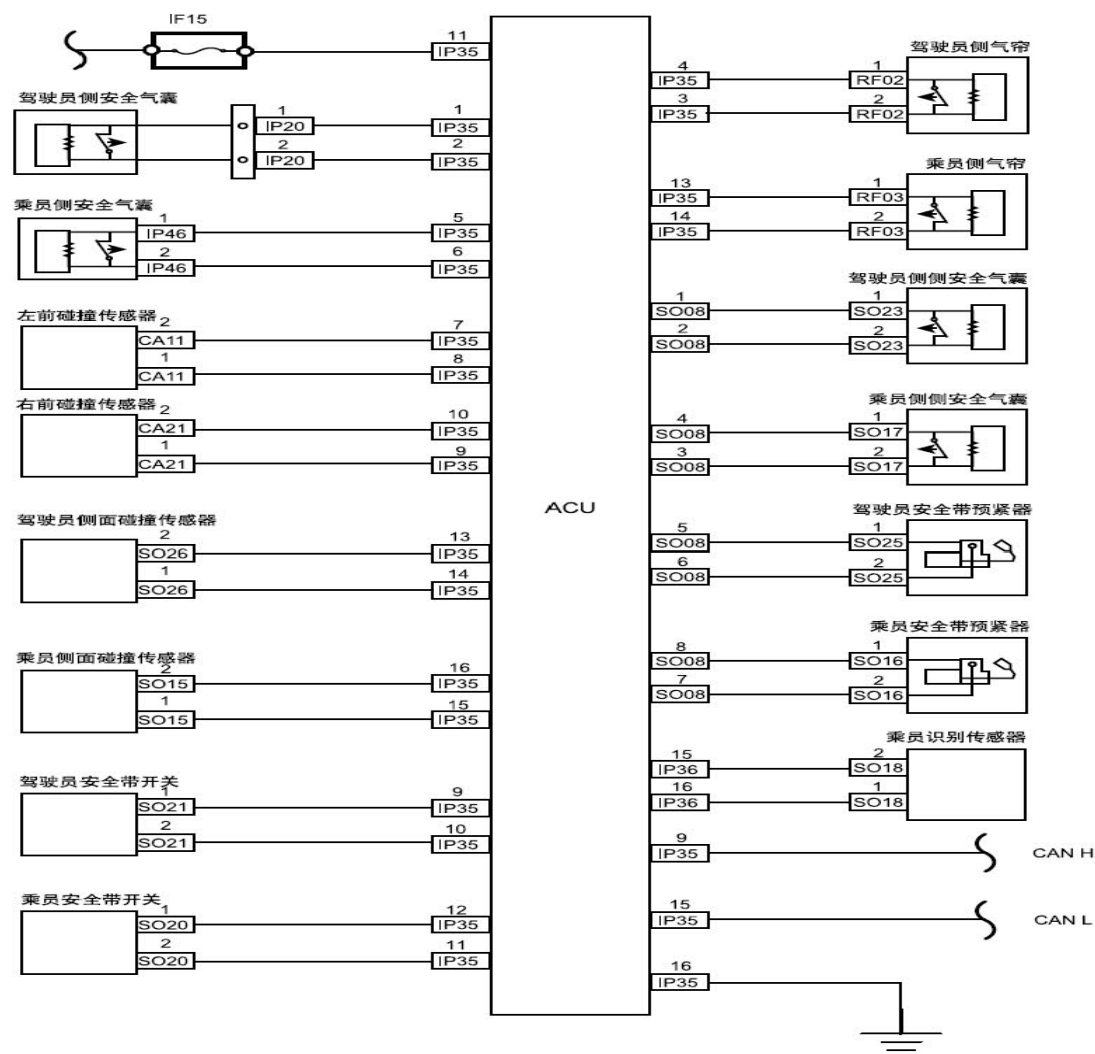 IF15
11
IP35
驾驶员侧安全气囊
1
IP20
1
IP35
2
IP20
2
IP35
乘员侧安全气囊
1
IP46
5
IP35
2
IP46
6
IP35
左前碰撞传感器
2
CA11
7
IP35
1
CA11
8
IP35
右前碰撞传感器
2
CA21
10
IP35
1
CA21
9
IP35
驾驶员侧面碰撞传感器
2
SO26
13
IP35
1
SO26
14
IP35
乘员侧面碰撞传感器
2
SO15
16
IP35
1
SO15
15
IP35
驾驶员安全带开关
1
SO21
9
IP35
2
SO21
10
IP35
乘员安全带开关
1
SO20
12
IP35
2
SO20
11
IP35
ACU
驾驶员侧气帘
4
IP35
1
RF02
3
IP35
2
RF02
乘员侧气帘
13
IP35
1
RF03
14
IP35
2
RF03
驾驶员侧侧安全气囊
1
SO08
1
SO23
2
SO08
2
SO23
乘员侧侧安全气囊
4
SO08
1
SO17
3
SO08
2
SO17
驾驶员安全带预紧器
5
SO08
1
SO25
6
SO08
2
SO25
乘员安全带预紧器
8
SO08
1
SO16
7
SO08
2
SO16
乘员识别传感器
15
IP36
2
SO18
16
IP36
1
SO18
9
IP35
CAN H
15
IP35
CAN L
16
IP35